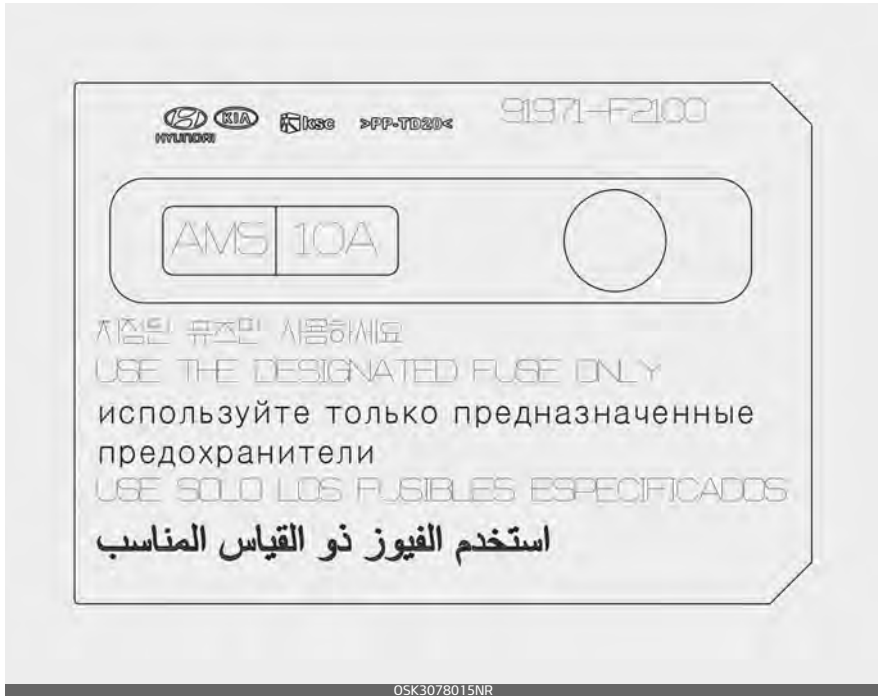 HYUNDAI KIA ksc >PP-TD20< 91971-F2100
AMS 10A
지정된 퓨즈만 사용하세요
USE THE DESIGNATED FUSE ONLY
используйте только предназначенные
предохранители
USE SOLO LOS FUSIBLES ESPECIFICADOS
استخدم الفيوز ذو القياس المناسب
OSK3078015NR